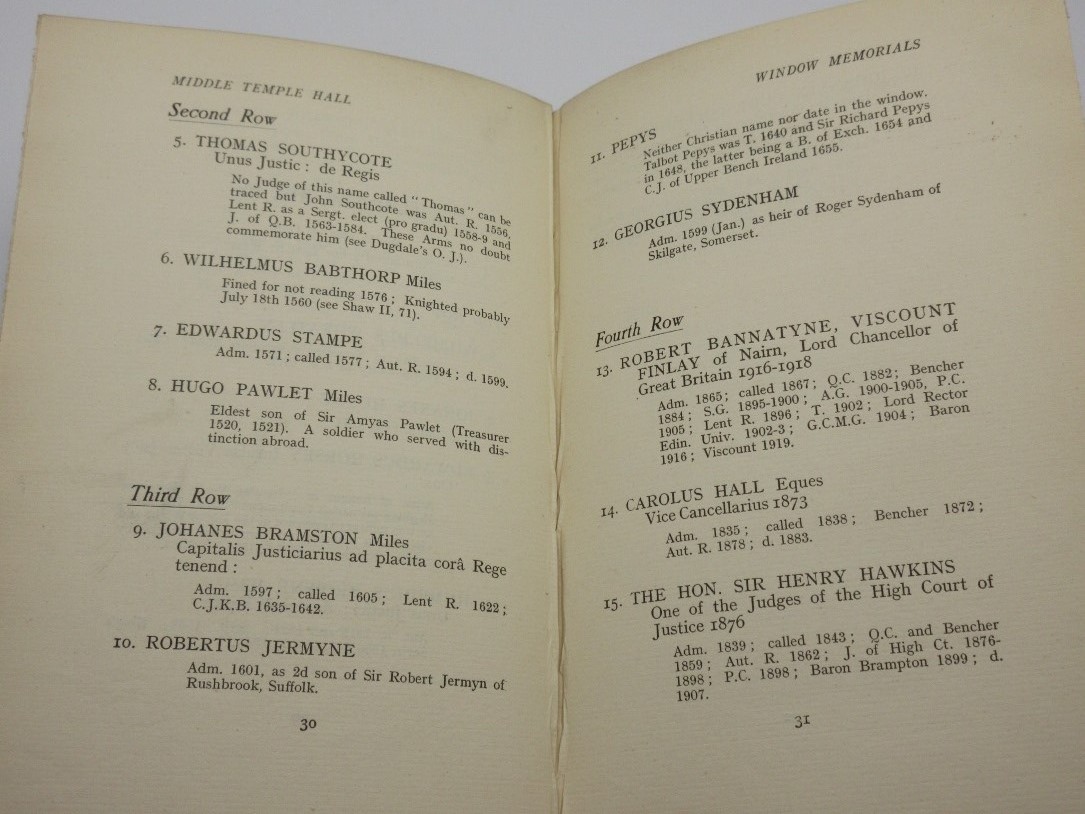 MIDDLE TEMPLE HALL
Second Row
5. THOMAS SOUTHYCOTE
Unus Justic : de Regis
No Judge of this name called "Thomas" can be
traced but John Southcote was Aut. R. 1556,
Lent R. as a Sergt. elect (pro gradu) 1558-9 and
J. of Q.B. 1563-1584. These Arms no doubt
commemorate him (see Dugdale's O. J.).
6. WILHELMUS BABTHORP Miles
Fined for not reading 1576 ; Knighted probably
July 18th 1560 (see Shaw II, 71).
7. EDWARDUS STAMPE
Adm. 1571 ; called 1577 ; Aut. R. 1594 ; d. 1599.
8. HUGO PAWLET Miles
Eldest son of Sir Amyas Pawlet (Treasurer
1520, 1521). A soldier who served with dis-
tinction abroad.
Third Row
9. JOHANES BRAMSTON Miles
Capitalis Justiciarius ad placita corâ Rege
tenend :
Adm. 1597 ; called 1605 ; Lent R. 1622 ;
C.J.K.B. 1635-1642.
10. ROBERTUS JERMYNE
Adm. 1601, as 2d son of Sir Robert Jermyn of
Rushbrook, Suffolk.
30
WINDOW MEMORIALS
11. PEPYS
Neither Christian name nor date in the window.
Talbot Pepys was T. 1640 and Sir Richard Pepys
in 1648, the latter being a B. of Exch. 1654 and
C.J. of Upper Bench Ireland 1655.
12. GEORGIUS SYDENHAM
Adm. 1599 (Jan.) as heir of Roger Sydenham of
Skilgate, Somerset.
Fourth Row
13. ROBERT BANNATYNE, VISCOUNT
FINLAY of Nairn, Lord Chancellor of
Great Britain 1916-1918
Adm. 1865 ; called 1867 ; Q.C. 1882 ; Bencher
1884 ; S.G. 1895-1900 ; A.G. 1900-1905, P.C.
1905 ; Lent R. 1896 ; T. 1902 ; Lord Rector
Edin. Univ. 1902-3 ; G.C.M.G. 1904 ; Baron
1916 ; Viscount 1919.
14. CAROLUS HALL Eques
Vice Cancellarius 1873
Adm. 1835 ; called 1838 ; Bencher 1872 ;
Aut. R. 1878 ; d. 1883.
15. THE HON. SIR HENRY HAWKINS
One of the Judges of the High Court of
Justice 1876
Adm. 1839 ; called 1843 ; Q.C. and Bencher
1859 ; Aut. R. 1862 ; J. of High Ct. 1876-
1898 ; P.C. 1898 ; Baron Brampton 1899 ; d.
1907.
31